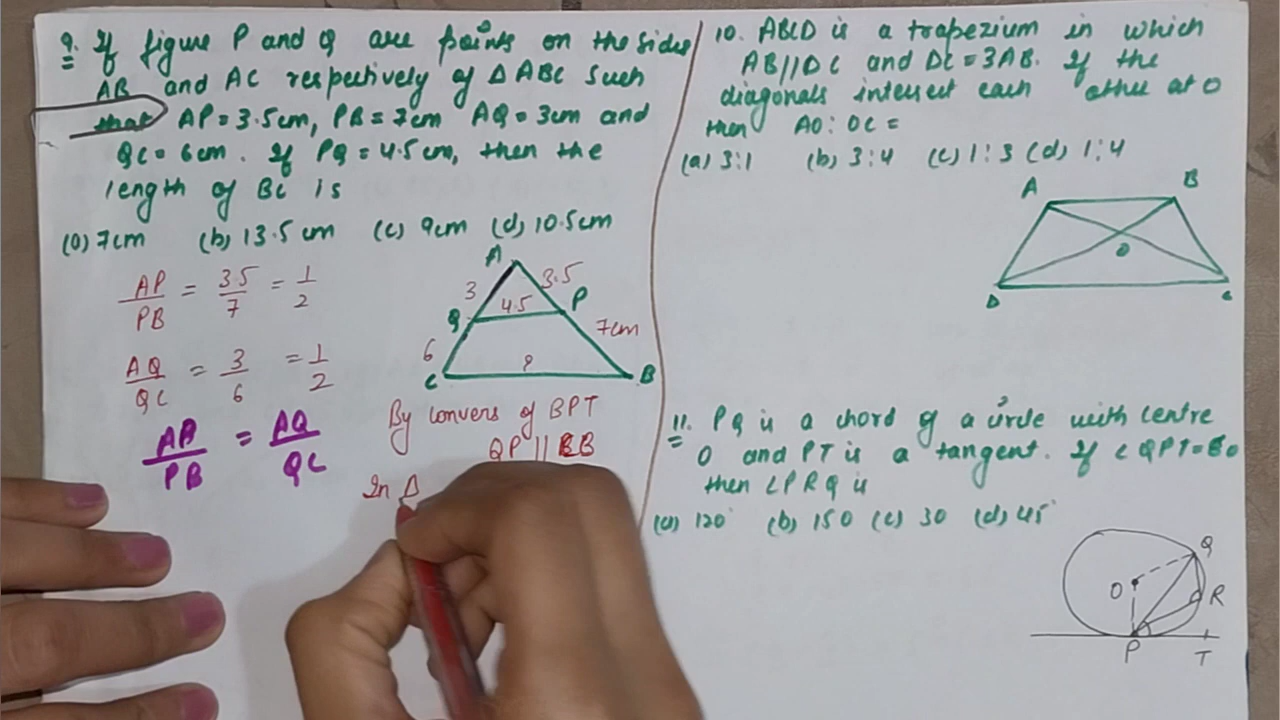 9. If figure P and Q are points on the sides
AB and AC respectively of Δ ABC such
that AP = 3.5cm, PB = 7cm AQ = 3cm and
QC = 6cm. If PQ = 4.5 cm, then the
length of BC is
(a) 7cm (b) 13.5 cm (c) 9cm (d) 10.5cm
AP/PB = 3.5/7 = 1/2
AQ/QC = 3/6 = 1/2
AP/PB = AQ/QC
A
3 3.5
4.5
Q P
7cm
6
?
C B
By convers of BPT
QP || CB
In Δ
10. ABCD is a trapezium in which
AB||DC and DC = 3AB. If the
diagonals intersect each other at O
then AO : OC =
(a) 3:1 (b) 3:4 (c) 1:3 (d) 1:4
A B
O
D C
11. PQ is a chord of a circle with centre
O and PT is a tangent. If ∠QPT =
then ∠PRQ is
(a) 120° (b) 150 (c) 30 (d) 45°
Q
O
R
P T